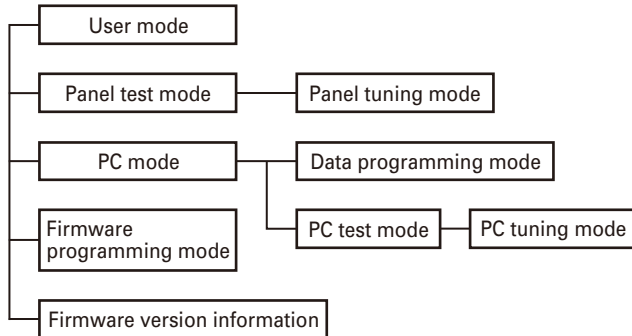 User mode
Panel test mode
Panel tuning mode
PC mode
Data programming mode
PC test mode
PC tuning mode
Firmware
programming mode
Firmware version information